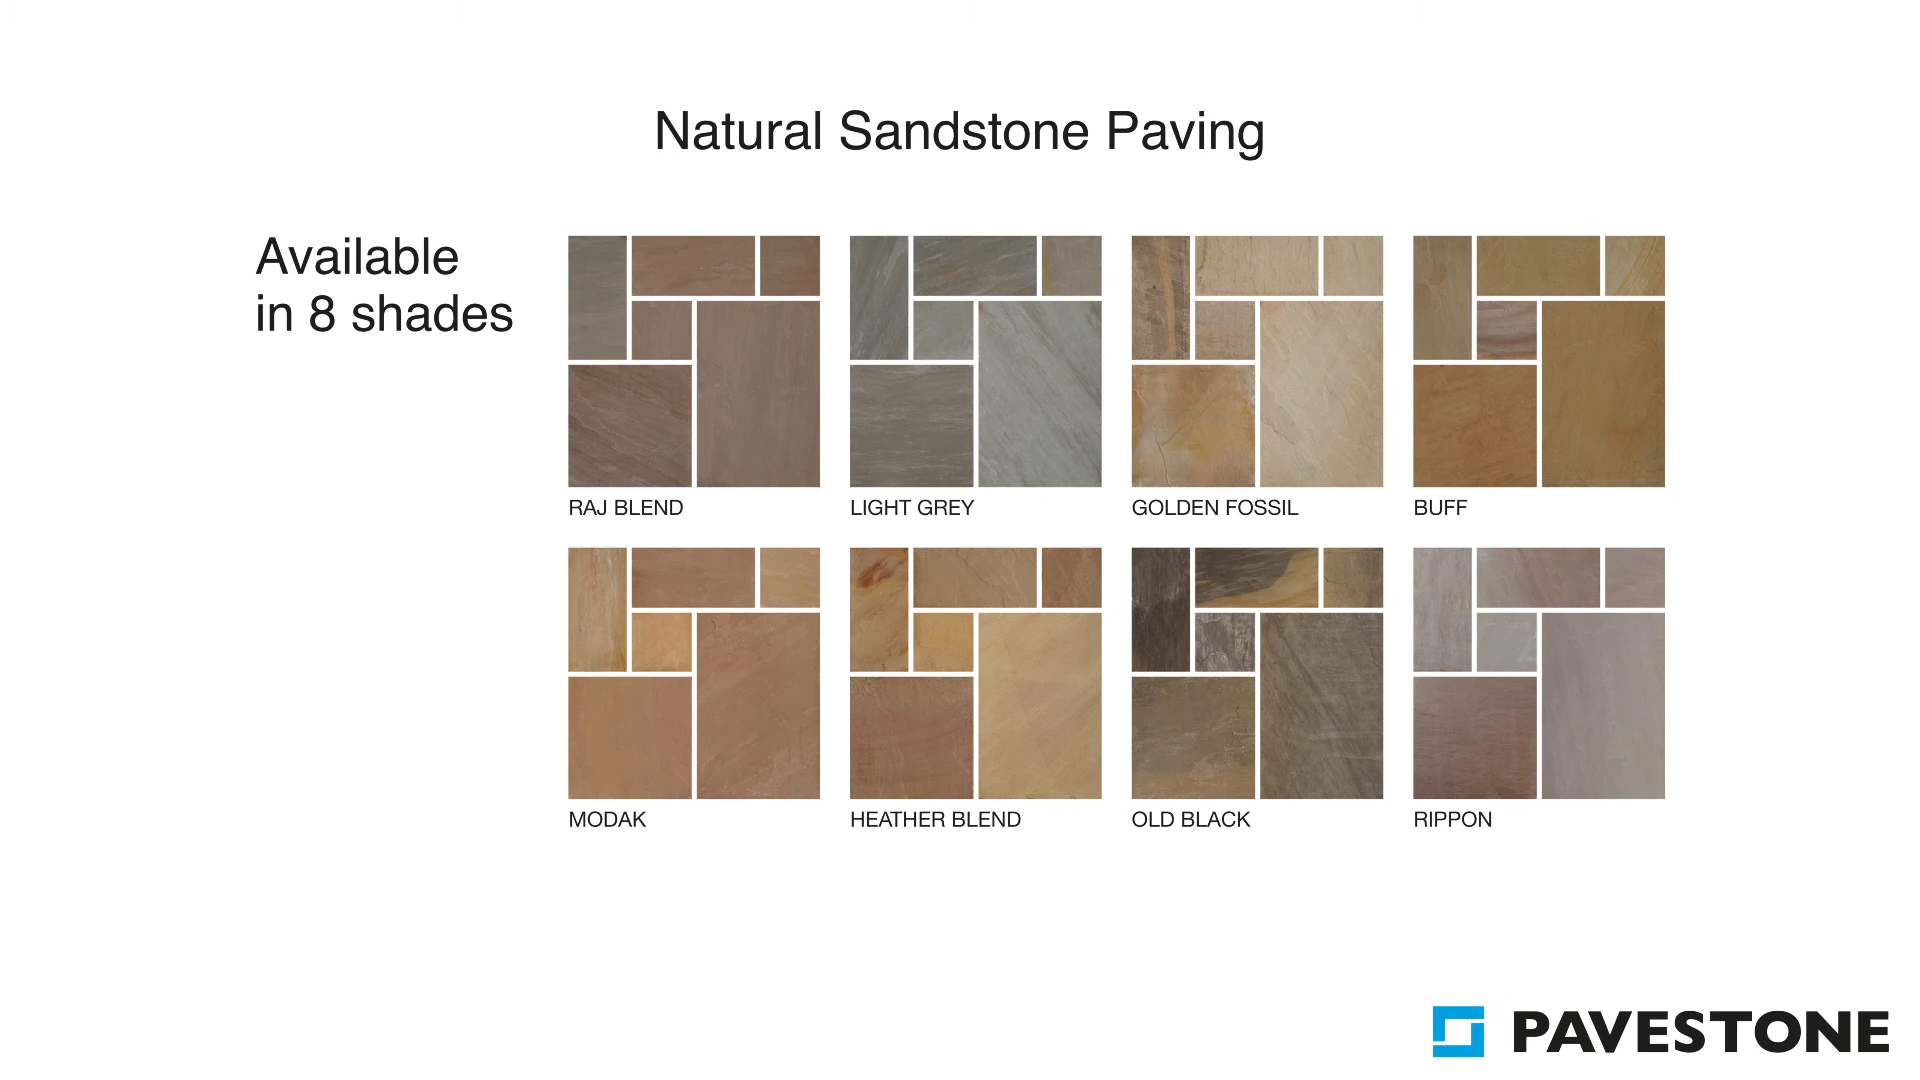 Natural Sandstone Paving
Available
in 8 shades
RAJ BLEND
LIGHT GREY
GOLDEN FOSSIL
BUFF
MODAK
HEATHER BLEND
OLD BLACK
RIPPON
PAVESTONE